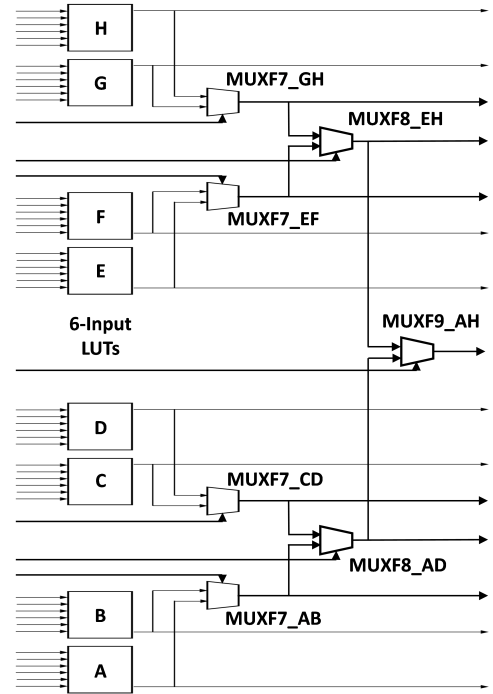 H
G
MUXF7_GH
MUXF8_EH
F
MUXF7_EF
E
6-Input
LUTs
MUXF9_AH
D
C
MUXF7_CD
MUXF8_AD
B
MUXF7_AB
A